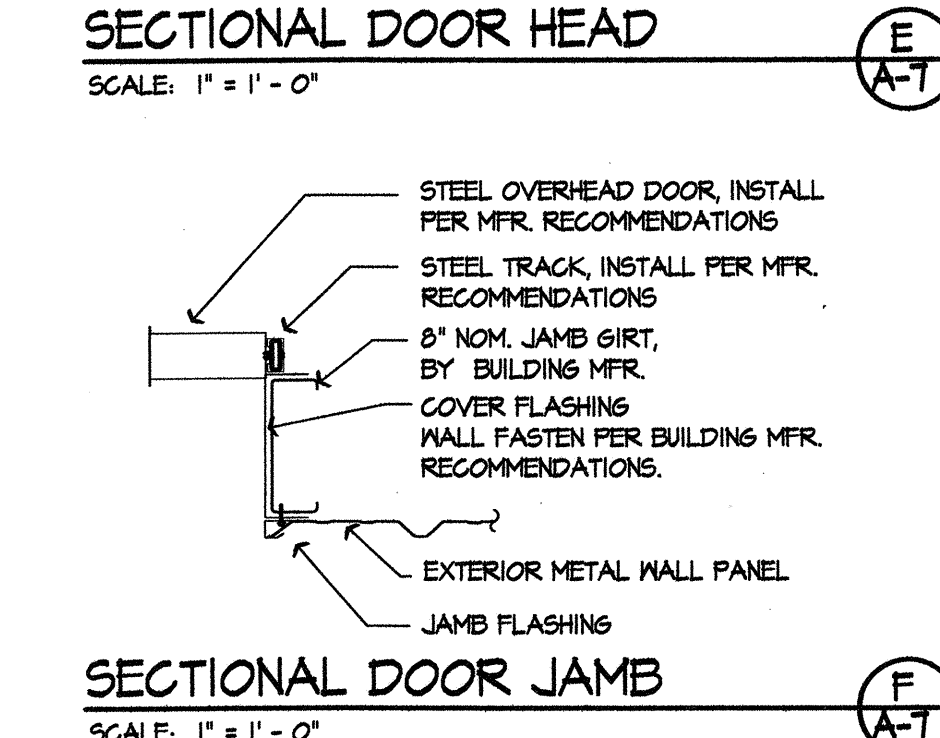 SECTIONAL DOOR HEAD
E
SCALE: 1" = 1' - 0"
A-7
STEEL OVERHEAD DOOR, INSTALL
PER MFR. RECOMMENDATIONS
STEEL TRACK, INSTALL PER MFR.
RECOMMENDATIONS
8" NOM. JAMB GIRT,
BY BUILDING MFR.
COVER FLASHING
WALL FASTEN PER BUILDING MFR.
RECOMMENDATIONS.
EXTERIOR METAL WALL PANEL
JAMB FLASHING
SECTIONAL DOOR JAMB
F
SCALE: 1" = 1' - 0"
A-7